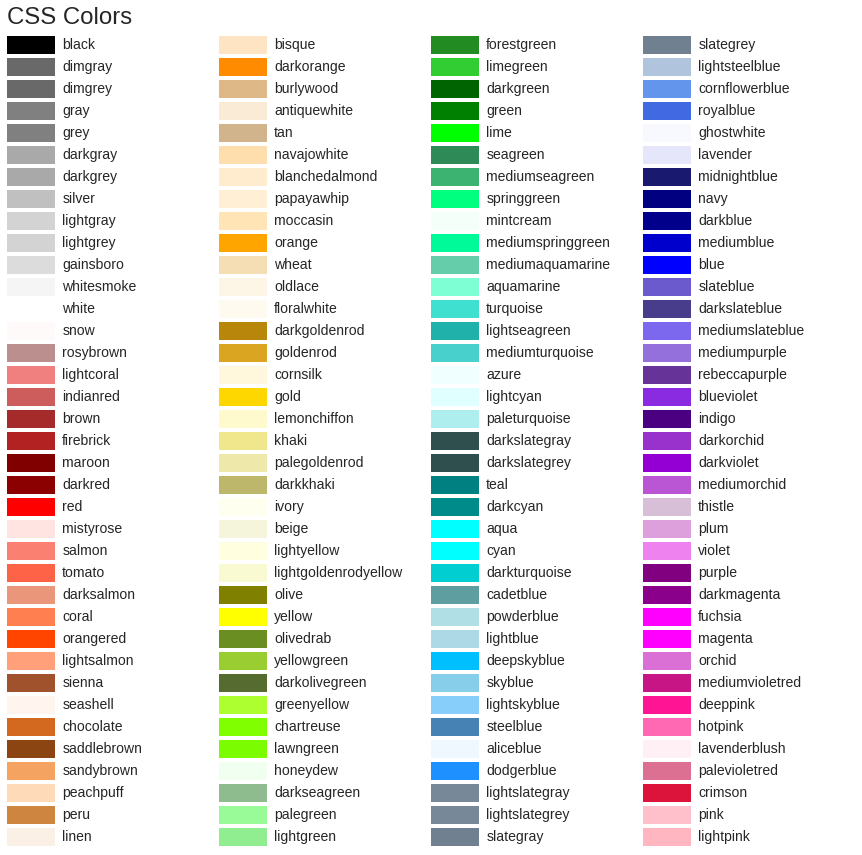 CSS Colors
black
dimgray
dimgrey
gray
grey
darkgray
darkgrey
silver
lightgray
lightgrey
gainsboro
whitesmoke
white
snow
rosybrown
lightcoral
indianred
brown
firebrick
maroon
darkred
red
mistyrose
salmon
tomato
darksalmon
coral
orangered
lightsalmon
sienna
seashell
chocolate
saddlebrown
sandybrown
peachpuff
peru
linen
bisque
darkorange
burlywood
antiquewhite
tan
navajowhite
blanchedalmond
papayawhip
moccasin
orange
wheat
oldlace
floralwhite
darkgoldenrod
goldenrod
cornsilk
gold
lemonchiffon
khaki
palegoldenrod
darkkhaki
ivory
beige
lightyellow
lightgoldenrodyellow
olive
yellow
olivedrab
yellowgreen
darkolivegreen
greenyellow
chartreuse
lawngreen
honeydew
darkseagreen
palegreen
lightgreen
forestgreen
limegreen
darkgreen
green
lime
seagreen
mediumseagreen
springgreen
mintcream
mediumspringgreen
mediumaquamarine
aquamarine
turquoise
lightseagreen
mediumturquoise
azure
lightcyan
paleturquoise
darkslategray
darkslategrey
teal
darkcyan
aqua
cyan
darkturquoise
cadetblue
powderblue
lightblue
deepskyblue
skyblue
lightskyblue
steelblue
aliceblue
dodgerblue
lightslategray
lightslategrey
slategray
slategrey
lightsteelblue
cornflowerblue
royalblue
ghostwhite
lavender
midnightblue
navy
darkblue
mediumblue
blue
slateblue
darkslateblue
mediumslateblue
mediumpurple
rebeccapurple
blueviolet
indigo
darkorchid
darkviolet
mediumorchid
thistle
plum
violet
purple
darkmagenta
fuchsia
magenta
orchid
mediumvioletred
deeppink
hotpink
lavenderblush
palevioletred
crimson
pink
lightpink